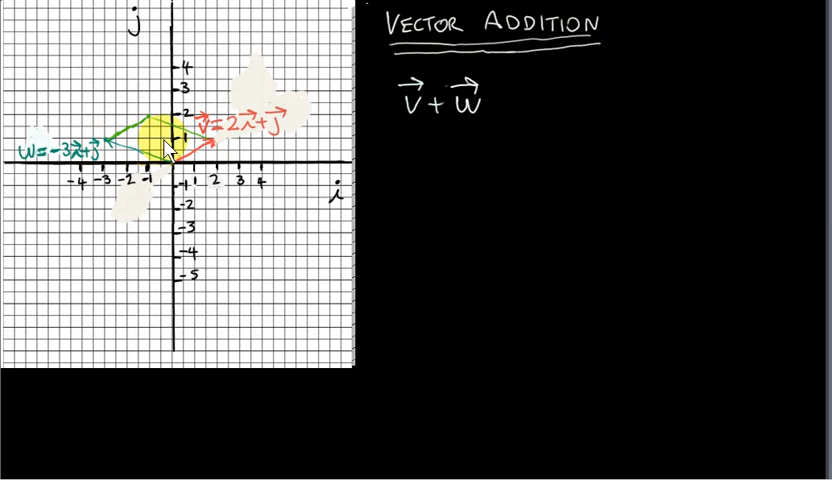 VECTOR ADDITION
v⃗ + w⃗
j
4
3
2
v⃗ = 2i⃗ + j⃗
1
w = -3i⃗ + j⃗
-4 -3 -2 -1 1 2 3 4
i
-1
-2
-3
-4
-5